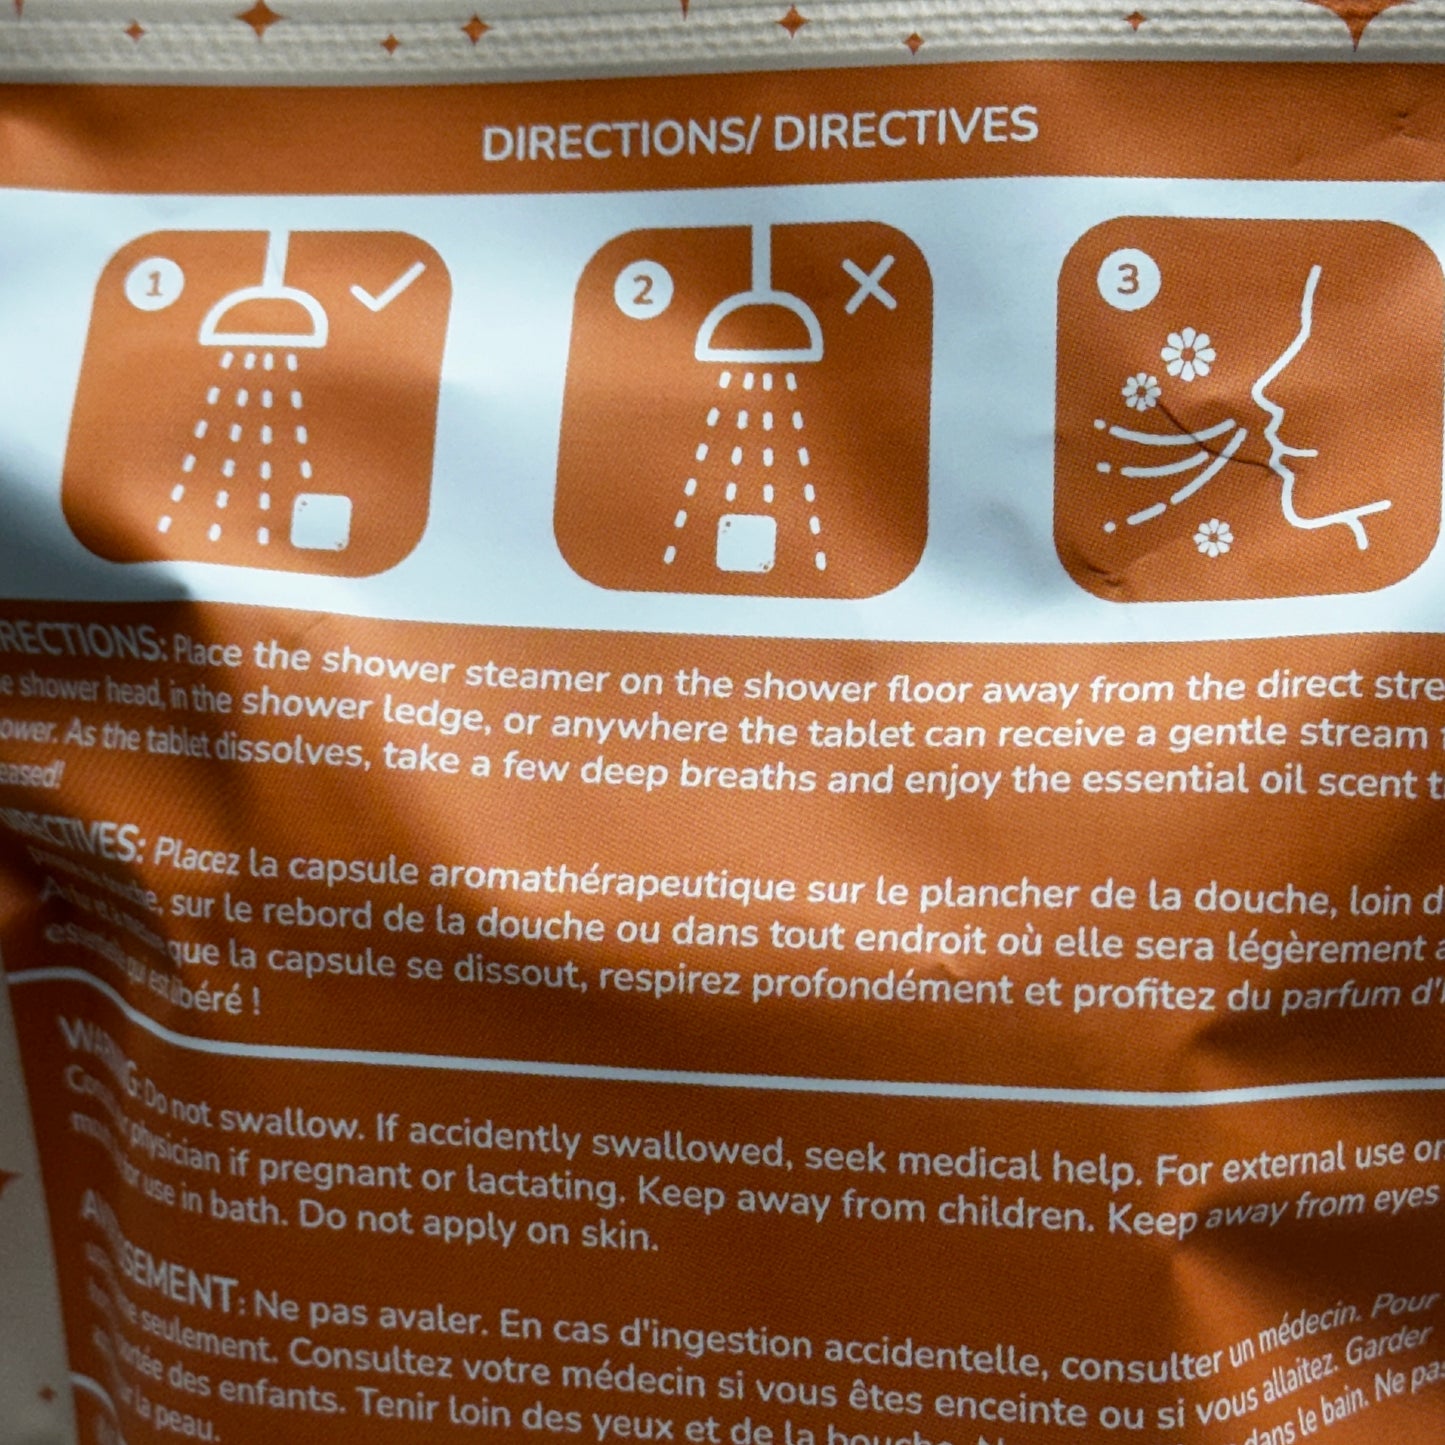 DIRECTIONS/ DIRECTIVES
1
2
3
RECTIONS: Place the shower steamer on the shower floor away from the direct stre
e shower head, in the shower ledge, or anywhere the tablet can receive a gentle stream
ower. As the tablet dissolves, take a few deep breaths and enjoy the essential oil scent t
eased!
ECTIVES: Placez la capsule aromathérapeutique sur le plancher de la douche, loin d
sur le rebord de la douche ou dans tout endroit où elle sera légèrement
que la capsule se dissout, respirez profondément et profitez du parfum d'
béré !
WARNING: Do not swallow. If accidently swallowed, seek medical help. For external use
physician if pregnant or lactating. Keep away from children. Keep away from eyes
for use in bath. Do not apply on skin.
SEMENT: Ne pas avaler. En cas d'ingestion accidentelle, consulter un médecin. Pour
seulement. Consultez votre médecin si vous êtes enceinte ou si vous allaitez. Garder
des enfants. Tenir loin des yeux et de la bouche. dans le bain. Ne pas
la peau.